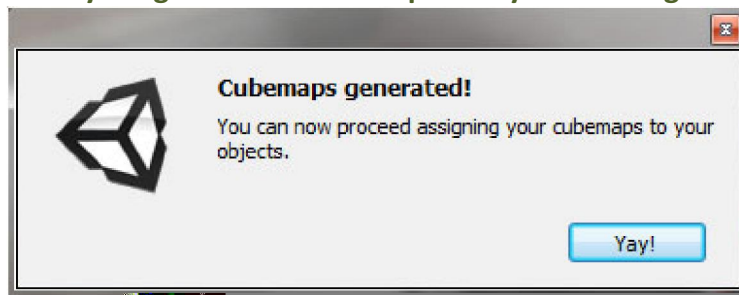 Cubemaps generated!
You can now proceed assigning your cubemaps to your
objects.
Yay!